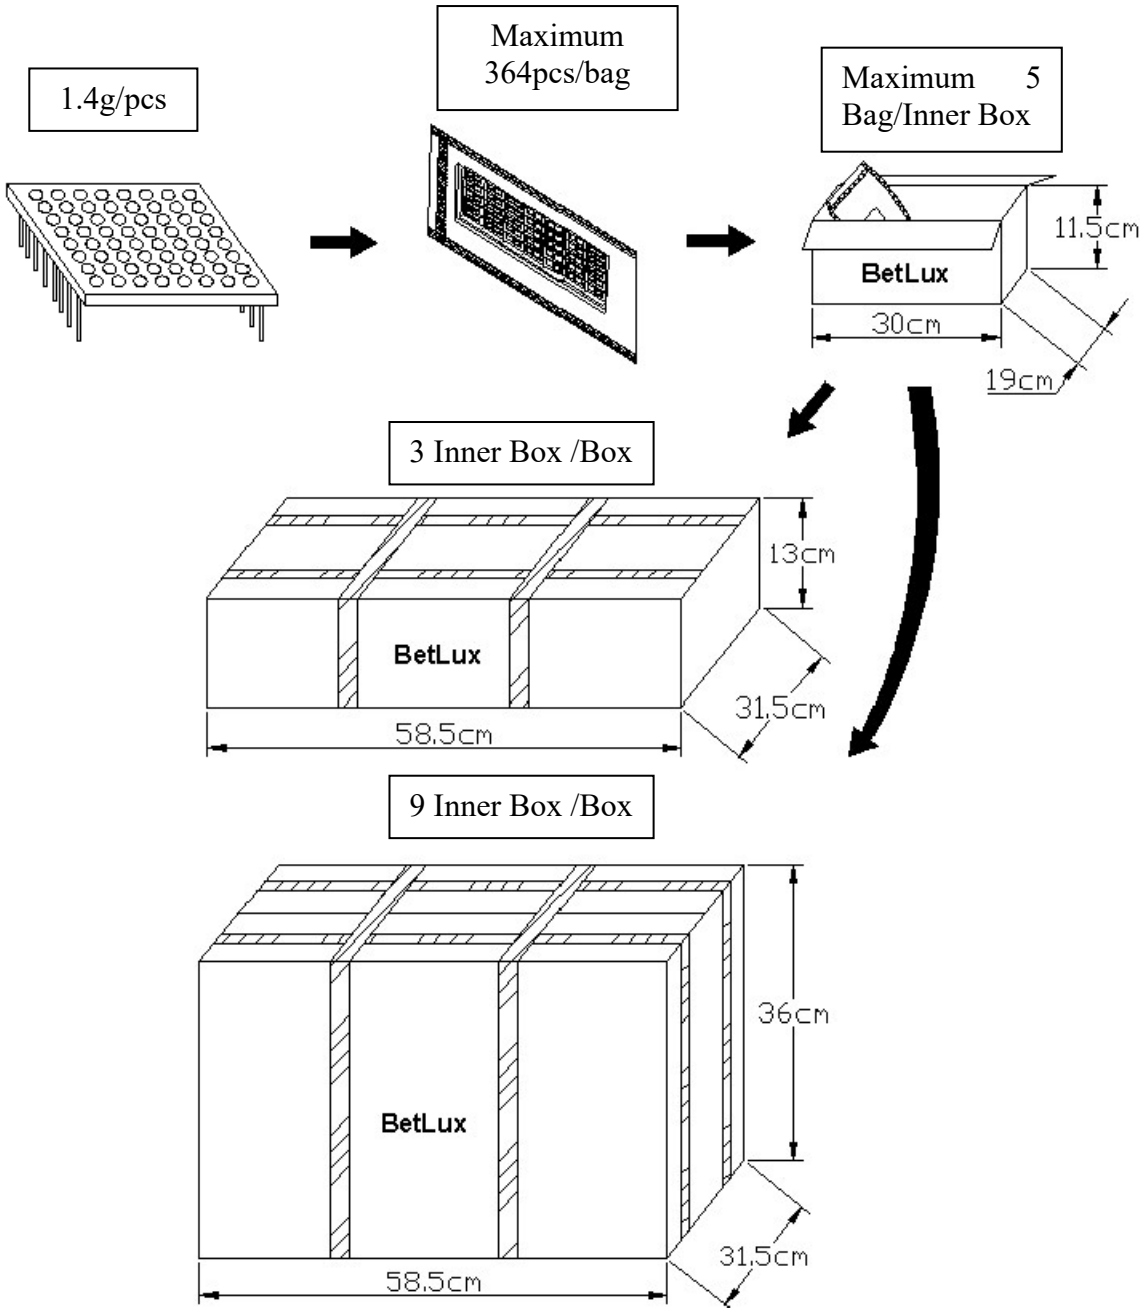 Maximum
364pcs/bag
1.4g/pcs
Maximum 5
Bag/Inner Box
11.5cm
BetLux
30cm
19cm
3 Inner Box /Box
13cm
BetLux
31.5cm
58.5cm
9 Inner Box /Box
36cm
BetLux
31.5cm
58.5cm